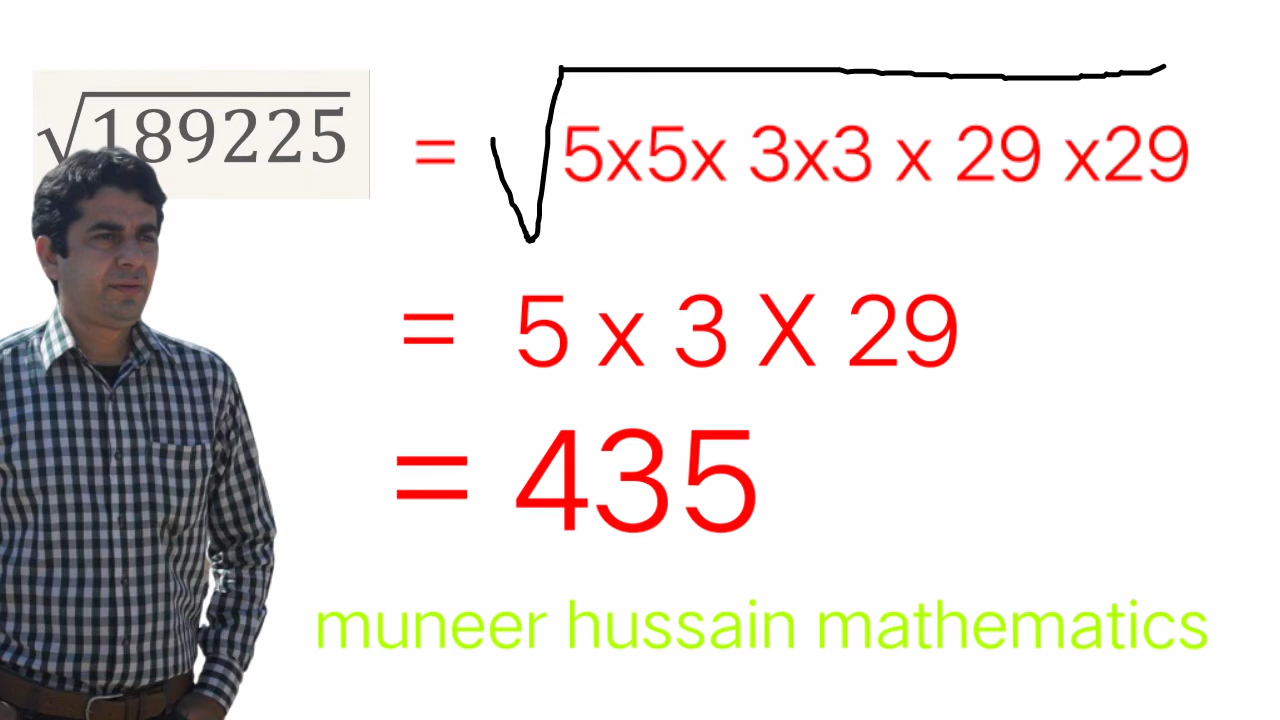 √189225 = √5x5x 3x3 x 29 x29
= 5 x 3 X 29
= 435
muneer hussain mathematics